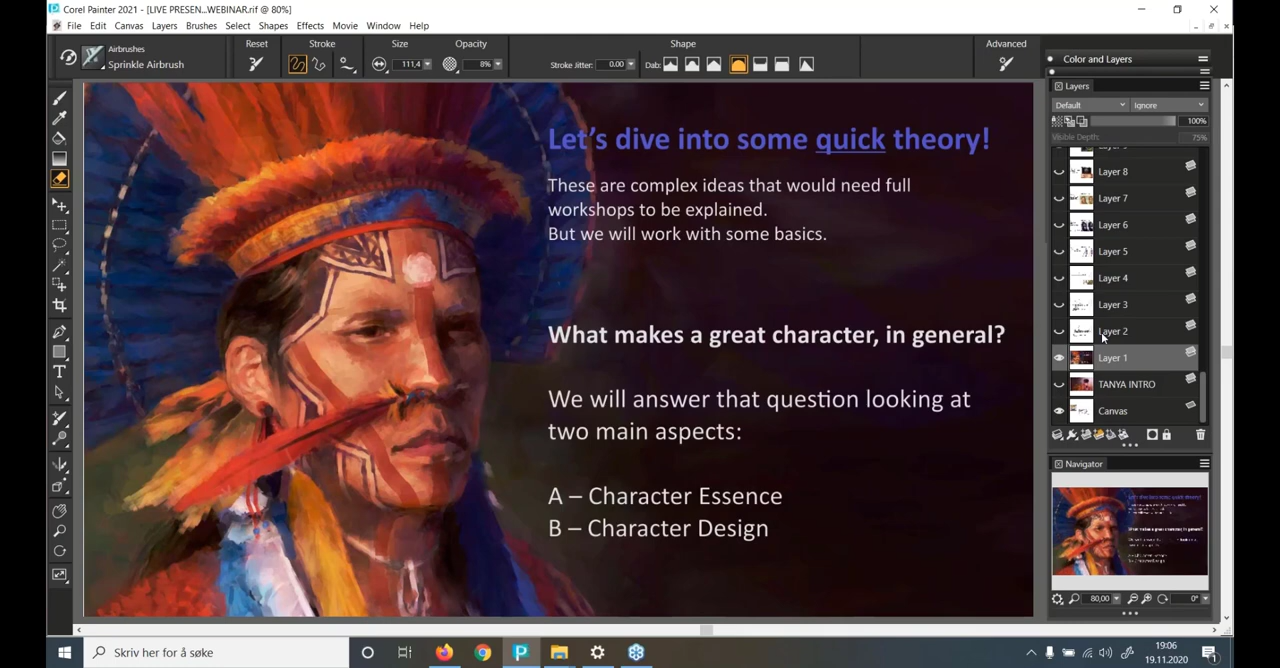 Corel Painter 2021 - [LIVE PRESEN...WEBINAR.rif @ 80%]
File Edit Canvas Layers Brushes Select Shapes Effects Movie Window Help
Airbrushes
Sprinkle Airbrush
Reset
Stroke
Size
111,4
Opacity
8%
Stroke Jitter: 0.00
Shape
Dab:
Advanced
Color and Layers
Layers
Default
Ignore
100%
Visible Depth:
75%
Layer 8
Layer 7
Layer 6
Layer 5
Layer 4
Layer 3
Layer 2
Layer 1
TANYA INTRO
Canvas
Navigator
80,00
0°
Let's dive into some quick theory!
These are complex ideas that would need full
workshops to be explained.
But we will work with some basics.
What makes a great character, in general?
We will answer that question looking at
two main aspects:
A – Character Essence
B – Character Design
Skriv her for å søke
19:06
19.11.2020